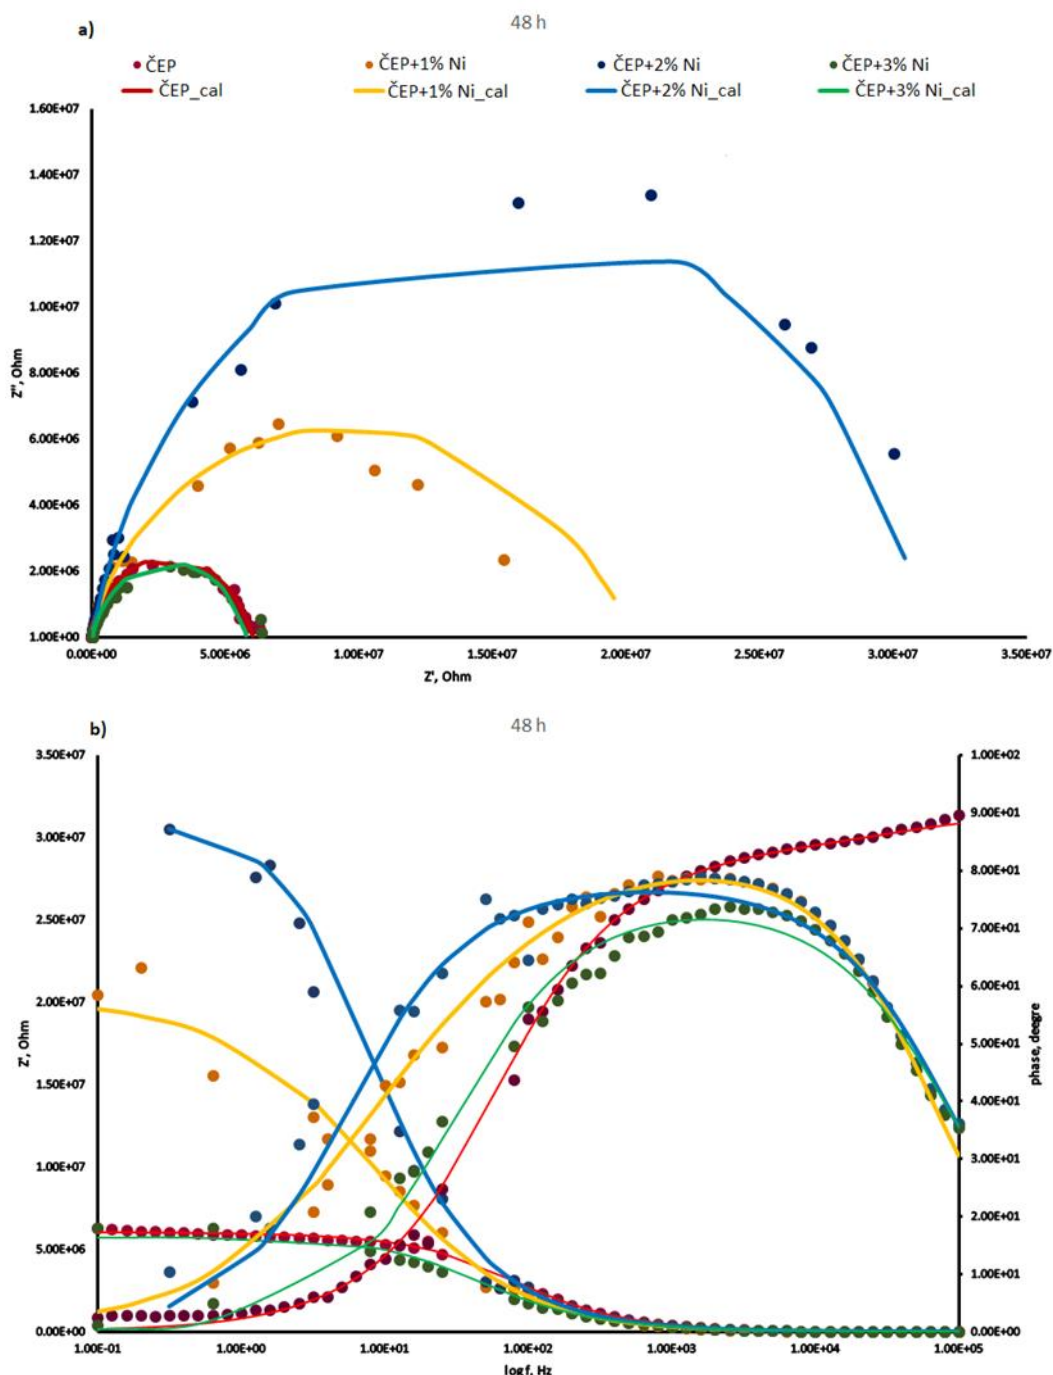 a)
48 h
ČEP ČEP+1% Ni ČEP+2% Ni ČEP+3% Ni
ČEP_cal ČEP+1% Ni_cal ČEP+2% Ni_cal ČEP+3% Ni_cal
1.60E+07
1.40E+07
1.20E+07
1.00E+07
8.00E+06
6.00E+06
4.00E+06
2.00E+06
1.00E+00
Z'', Ohm
0.00E+00 5.00E+06 1.00E+07 1.50E+07 2.00E+07 2.50E+07 3.00E+07 3.50E+07
Z', Ohm
b)
48 h
3.50E+07
3.00E+07
2.50E+07
2.00E+07
1.50E+07
1.00E+07
5.00E+06
0.00E+00
Z', Ohm
1.00E+02
9.00E+01
8.00E+01
7.00E+01
6.00E+01
5.00E+01
4.00E+01
3.00E+01
2.00E+01
1.00E+01
0.00E+00
phase, deegre
1.00E-01 1.00E+00 1.00E+01 1.00E+02 1.00E+03 1.00E+04 1.00E+05
logf, Hz